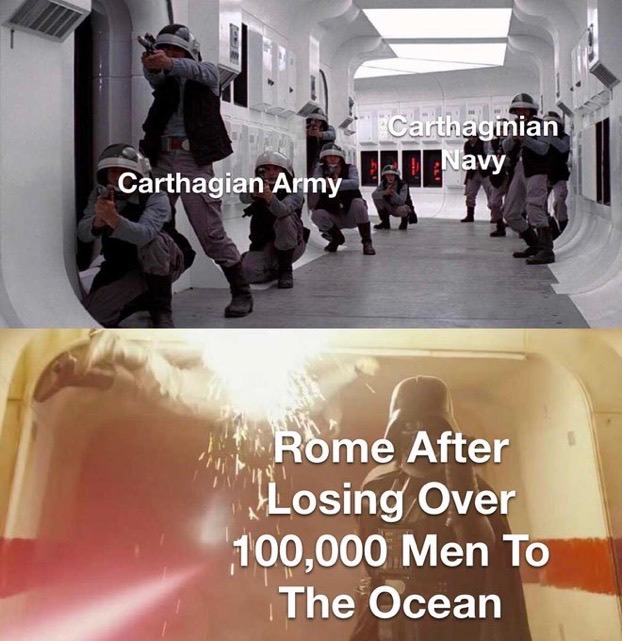 Carthaginian
Navy
Carthagian Army
Rome After
Losing Over
100,000 Men To
The Ocean